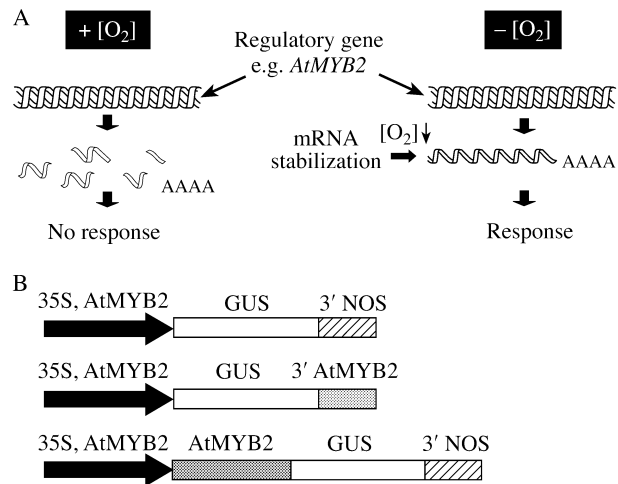 A
+ [O₂]
– [O₂]
Regulatory gene
e.g. AtMYB2
mRNA
stabilization
[O₂]
AAAA
AAAA
No response
Response
B
35S, AtMYB2 GUS 3′ NOS
35S, AtMYB2 GUS 3′ AtMYB2
35S, AtMYB2 AtMYB2 GUS 3′ NOS